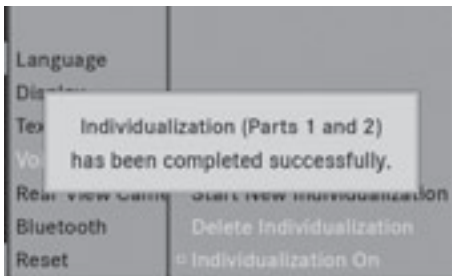 Language
Individualization (Parts 1 and 2)
has been completed successfully.
Start New Individualization
Bluetooth
Delete Individualization
Reset
Individualization On